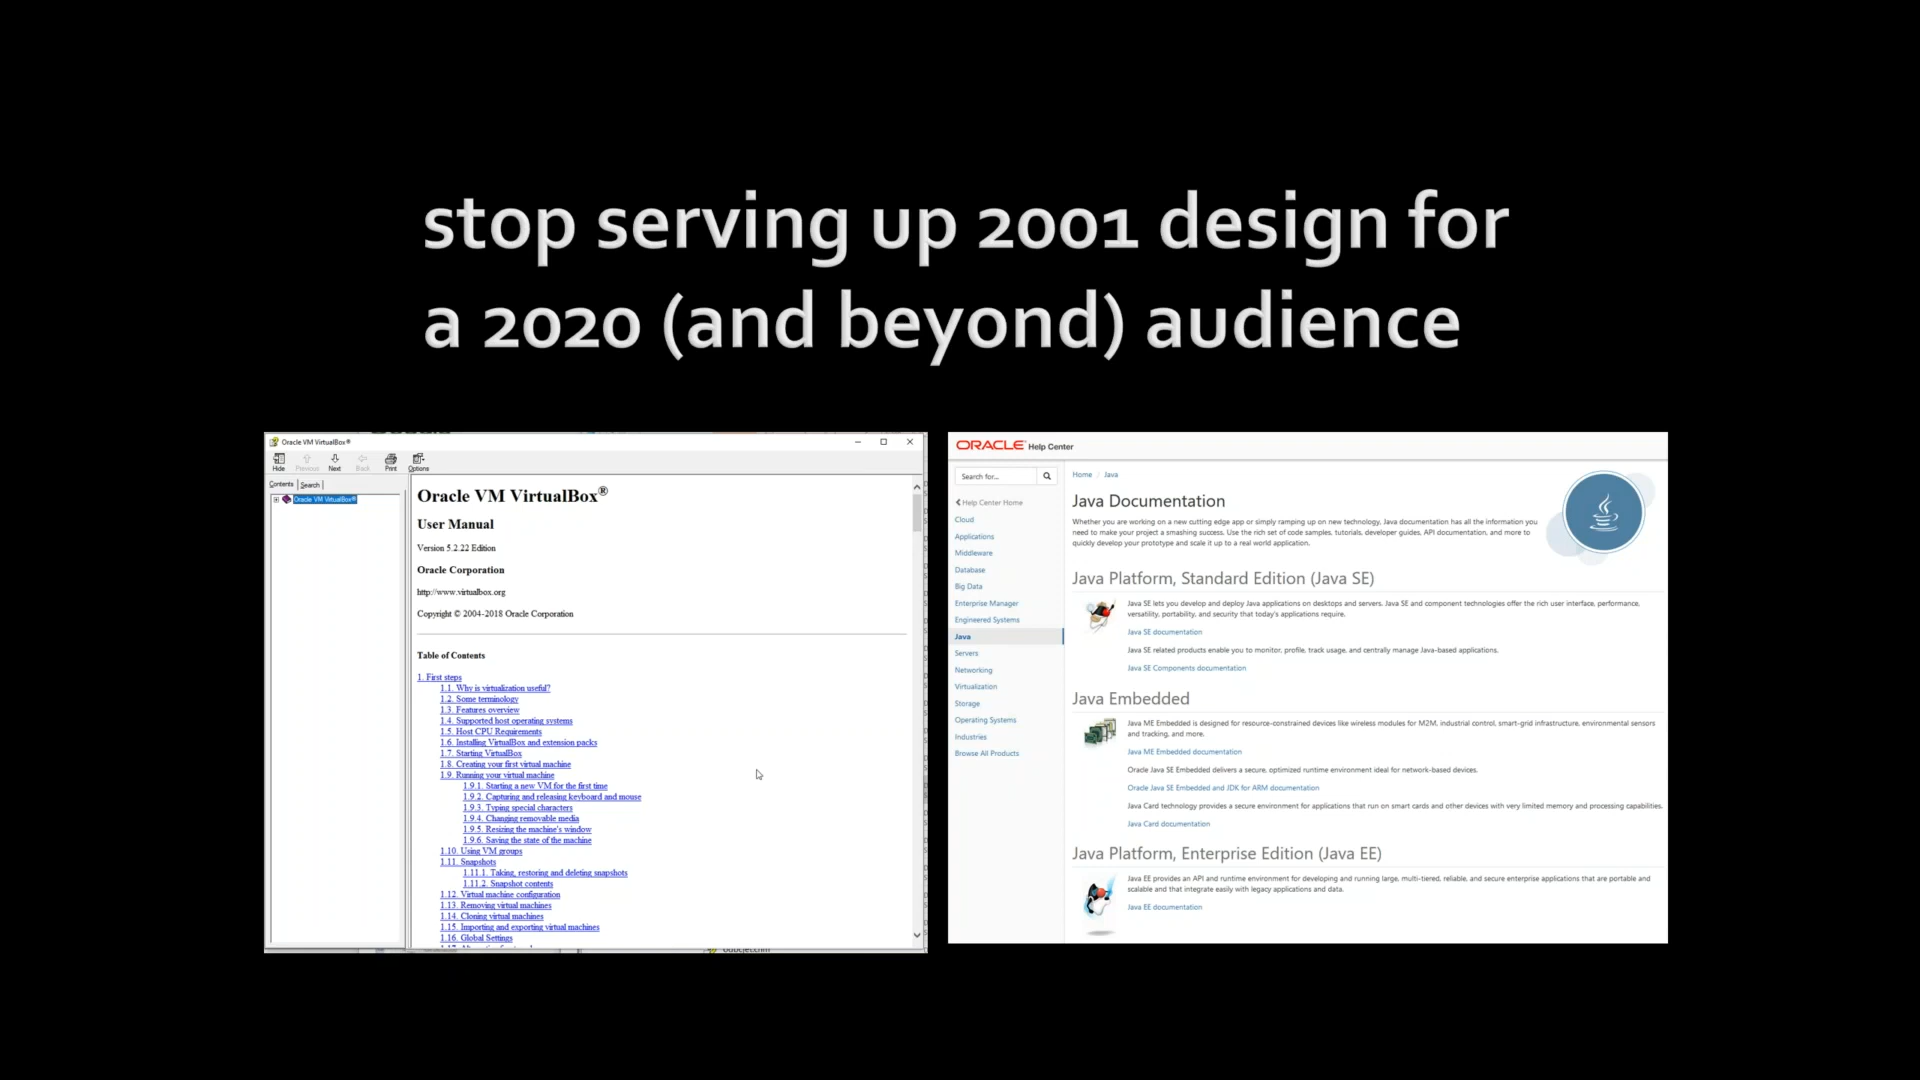 stop serving up 2001 design for
a 2020 (and beyond) audience
Oracle VM VirtualBox®
Hide Previous Next Back Print Options
Contents Search
Oracle VM VirtualBox®
Oracle VM VirtualBox®
User Manual
Version 5.2.22 Edition
Oracle Corporation
http://www.virtualbox.org
Copyright © 2004-2018 Oracle Corporation
Table of Contents
1. First steps
1.1. Why is virtualization useful?
1.2. Some terminology
1.3. Features overview
1.4. Supported host operating systems
1.5. Host CPU Requirements
1.6. Installing VirtualBox and extension packs
1.7. Starting VirtualBox
1.8. Creating your first virtual machine
1.9. Running your virtual machine
1.9.1. Starting a new VM for the first time
1.9.2. Capturing and releasing keyboard and mouse
1.9.3. Typing special characters
1.9.4. Changing removable media
1.9.5. Resizing the machine's window
1.9.6. Saving the state of the machine
1.10. Using VM groups
1.11. Snapshots
1.11.1. Taking, restoring and deleting snapshots
1.11.2. Snapshot contents
1.12. Virtual machine configuration
1.13. Removing virtual machines
1.14. Cloning virtual machines
1.15. Importing and exporting virtual machines
1.16. Global Settings
ORACLE® Help Center
Search for...
Help Center Home
Cloud
Applications
Middleware
Database
Big Data
Enterprise Manager
Engineered Systems
Java
Servers
Networking
Virtualization
Storage
Operating Systems
Industries
Browse All Products
Home / Java
Java Documentation
Whether you are working on a new cutting edge app or simply ramping up on new technology, Java documentation has all the information you
need to make your project a smashing success. Use the rich set of code samples, tutorials, developer guides, API documentation, and more to
quickly develop your prototype and scale it up to a real world application.
Java Platform, Standard Edition (Java SE)
Java SE lets you develop and deploy Java applications on desktops and servers. Java SE and component technologies offer the rich user interface, performance,
versatility, portability, and security that today's applications require.
Java SE documentation
Java SE related products enable you to monitor, profile, track usage, and centrally manage Java-based applications.
Java SE Components documentation
Java Embedded
Java ME Embedded is designed for resource-constrained devices like wireless modules for M2M, industrial control, smart-grid infrastructure, environmental sensors
and tracking, and more.
Java ME Embedded documentation
Oracle Java SE Embedded delivers a secure, optimized runtime environment ideal for network-based devices.
Oracle Java SE Embedded and JDK for ARM documentation
Java Card technology provides a secure environment for applications that run on smart cards and other devices with very limited memory and processing capabilities.
Java Card documentation
Java Platform, Enterprise Edition (Java EE)
Java EE provides an API and runtime environment for developing and running large, multi-tiered, reliable, and secure enterprise applications that are portable and
scalable and that integrate easily with legacy applications and data.
Java EE documentation